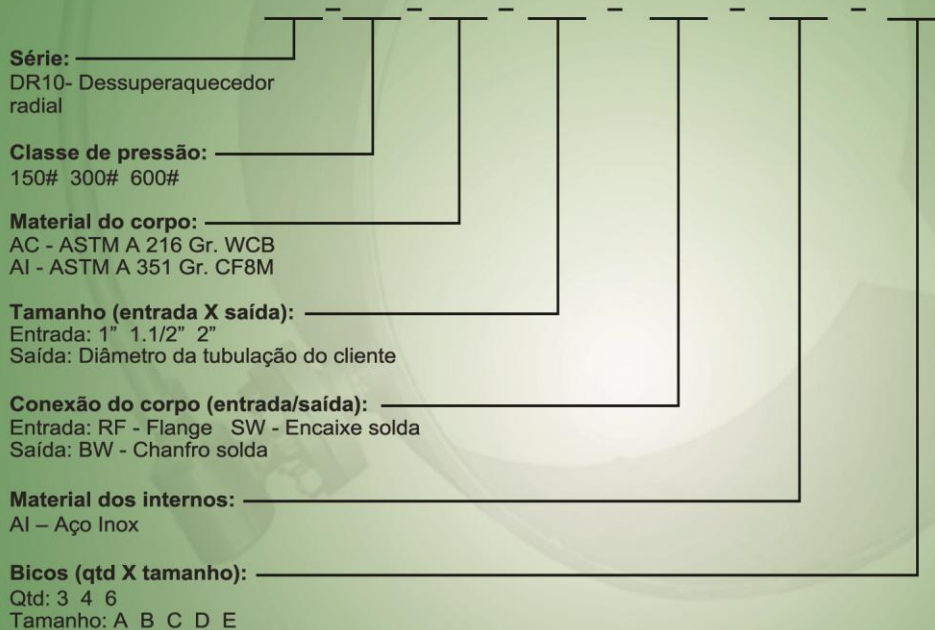 Série:
DR10- Dessuperaquecedor
radial
Classe de pressão:
150# 300# 600#
Material do corpo:
AC - ASTM A 216 Gr. WCB
AI - ASTM A 351 Gr. CF8M
Tamanho (entrada X saída):
Entrada: 1” 1.1/2” 2”
Saída: Diâmetro da tubulação do cliente
Conexão do corpo (entrada/saída):
Entrada: RF - Flange SW - Encaixe solda
Saída: BW - Chanfro solda
Material dos internos:
AI – Aço Inox
Bicos (qtd X tamanho):
Qtd: 3 4 6
Tamanho: A B C D E